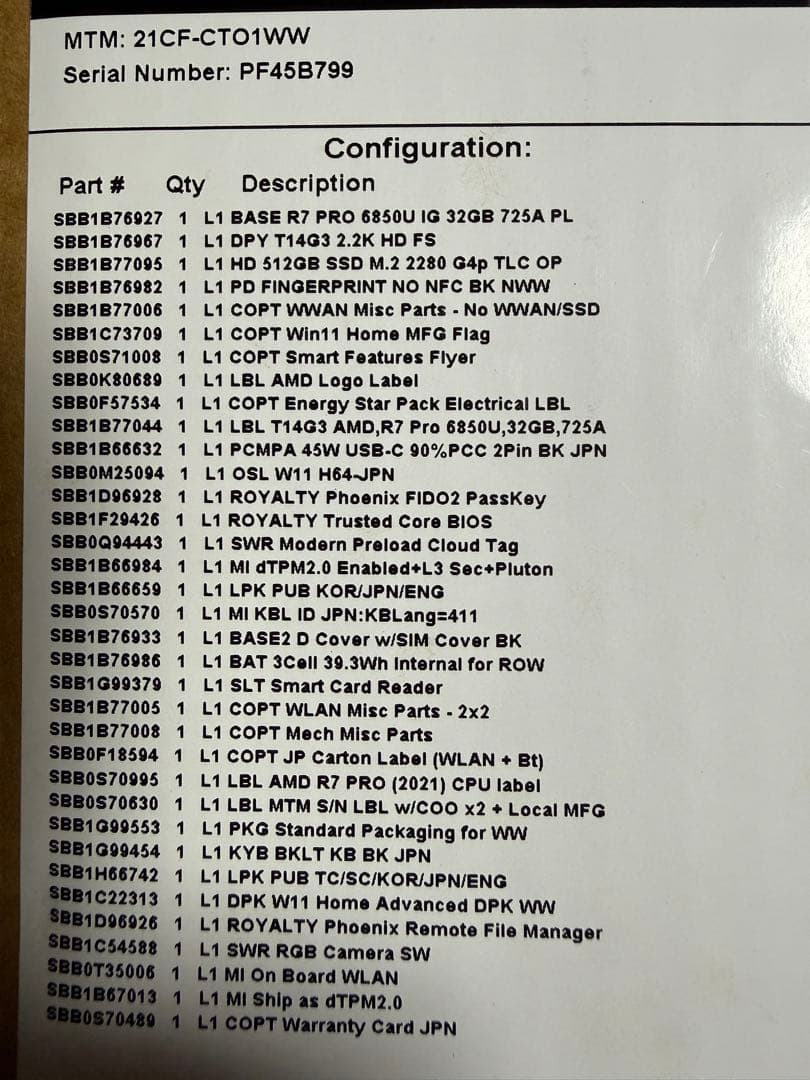 MTM: 21CF-CTO1WW
Serial Number: PF45B799
Configuration:
Part # Qty Description
SBB1B76927 1 L1 BASE R7 PRO 6850U IG 32GB 725A PL
SBB1B76967 1 L1 DPY T14G3 2.2K HD FS
SBB1B77095 1 L1 HD 512GB SSD M.2 2280 G4p TLC OP
SBB1B76982 1 L1 PD FINGERPRINT NO NFC BK NWW
SBB1B77006 1 L1 COPT WWAN Misc Parts - No WWAN/SSD
SBB1C73709 1 L1 COPT Win11 Home MFG Flag
SBB0S71008 1 L1 COPT Smart Features Flyer
SBB0K80689 1 L1 LBL AMD Logo Label
SBB0F57534 1 L1 COPT Energy Star Pack Electrical LBL
SBB1B77044 1 L1 LBL T14G3 AMD,R7 Pro 6850U,32GB,725A
SBB1B66632 1 L1 PCMPA 45W USB-C 90%PCC 2Pin BK JPN
SBB0M25094 1 L1 OSL W11 H64-JPN
SBB1D96928 1 L1 ROYALTY Phoenix FIDO2 PassKey
SBB1F29426 1 L1 ROYALTY Trusted Core BIOS
SBB0Q94443 1 L1 SWR Modern Preload Cloud Tag
SBB1B66984 1 L1 MI dTPM2.0 Enabled+L3 Sec+Pluton
SBB1B66659 1 L1 LPK PUB KOR/JPN/ENG
SBB0S70570 1 L1 MI KBL ID JPN:KBLang=411
SBB1B76933 1 L1 BASE2 D Cover w/SIM Cover BK
SBB1B76986 1 L1 BAT 3Cell 39.3Wh Internal for ROW
SBB1G99379 1 L1 SLT Smart Card Reader
SBB1B77005 1 L1 COPT WLAN Misc Parts - 2x2
SBB1B77008 1 L1 COPT Mech Misc Parts
SBB0F18594 1 L1 COPT JP Carton Label (WLAN + Bt)
SBB0S70995 1 L1 LBL AMD R7 PRO (2021) CPU label
SBB0S70630 1 L1 LBL MTM S/N LBL w/COO x2 + Local MFG
SBB1G99553 1 L1 PKG Standard Packaging for WW
SBB1G99454 1 L1 KYB BKLT KB BK JPN
SBB1H66742 1 L1 LPK PUB TC/SC/KOR/JPN/ENG
SBB1C22313 1 L1 DPK W11 Home Advanced DPK WW
SBB1D96926 1 L1 ROYALTY Phoenix Remote File Manager
SBB1C54588 1 L1 SWR RGB Camera SW
SBB0T35006 1 L1 MI On Board WLAN
SBB1B67013 1 L1 MI Ship as dTPM2.0
SBB0S70489 1 L1 COPT Warranty Card JPN